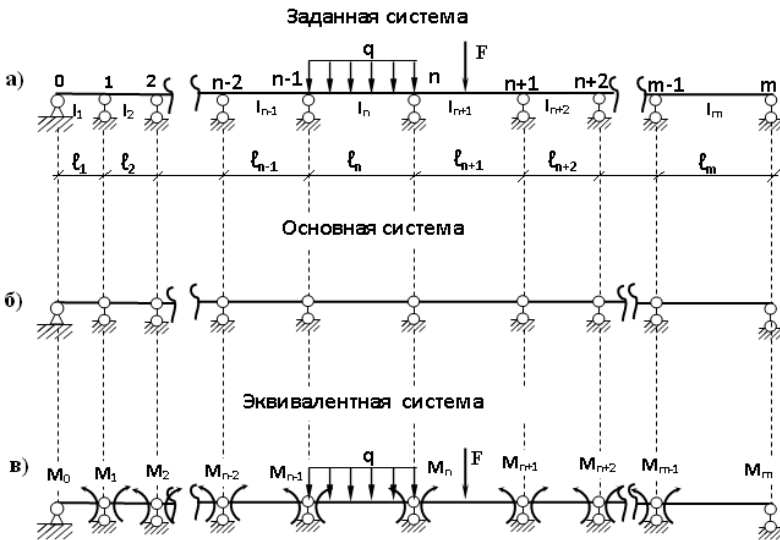 Заданная система
а)
0 1 2 n-2 n-1 q n F n+1 n+2 m-1 m
I₁ I₂ Iₙ₋₁ Iₙ Iₙ₊₁ Iₙ₊₂ Iₘ
ℓ₁ ℓ₂ ℓₙ₋₁ ℓₙ ℓₙ₊₁ ℓₙ₊₂ ℓₘ
Основная система
б)
Эквивалентная система
в)
M₀ M₁ M₂ Mₙ₋₂ Mₙ₋₁ q Mₙ F Mₙ₊₁ Mₙ₊₂ Mₘ₋₁ Mₘ